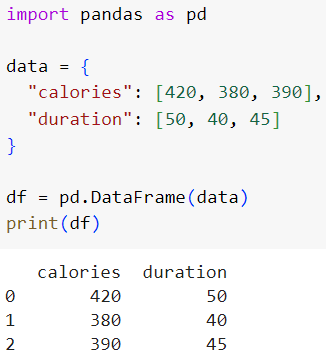 import pandas as pd
data = {
  "calories": [420, 380, 390],
  "duration": [50, 40, 45]
}
df = pd.DataFrame(data)
print(df)
   calories  duration
0       420        50
1       380        40
2       390        45